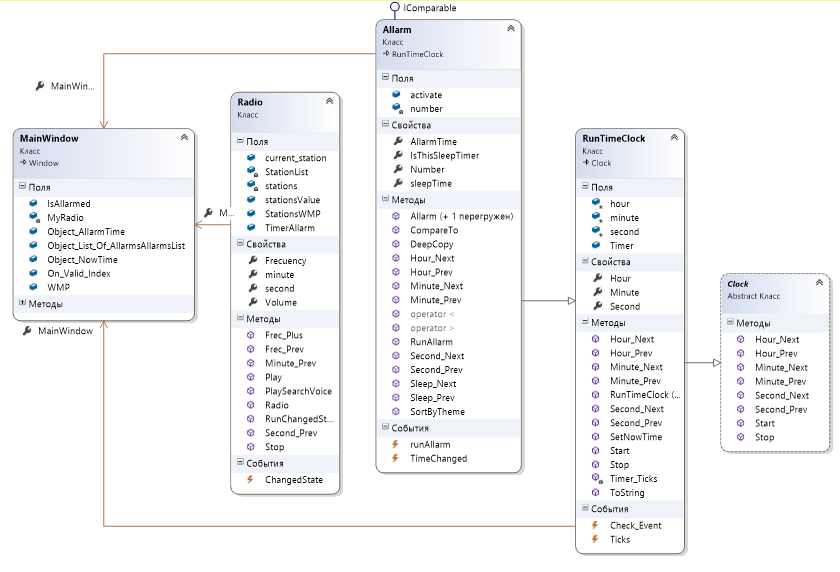 IComparable
Allarm
Класс
RunTimeClock
Поля
activate
number
Свойства
AllarmTime
IsThisSleepTimer
Number
sleepTime
Методы
Allarm (+ 1 перегружен)
CompareTo
DeepCopy
Hour_Next
Hour_Prev
Minute_Next
Minute_Prev
operator <
operator >
RunAllarm
Second_Next
Second_Prev
Sleep_Next
Sleep_Prev
SortByTheme
События
runAllarm
TimeChanged
MainWin...
MainWindow
Класс
Window
Поля
IsAllarmed
MyRadio
Object_AllarmTime
Object_List_Of_AllarmsAllarmsList
Object_NowTime
On_Valid_Index
WMP
Методы
MainWindow
M...
Radio
Класс
Поля
current_station
StationList
stations
stationsValue
StationsWMP
TimerAllarm
Свойства
Frecuency
minute
second
Volume
Методы
Frec_Plus
Frec_Prev
Minute_Prev
Play
PlaySearchVoice
Radio
RunChangedSt...
Second_Prev
Stop
События
ChangedState
RunTimeClock
Класс
Clock
Поля
hour
minute
second
Timer
Свойства
Hour
Minute
Second
Методы
Hour_Next
Hour_Prev
Minute_Next
Minute_Prev
RunTimeClock (...
Second_Next
Second_Prev
SetNowTime
Start
Stop
Timer_Ticks
ToString
События
Check_Event
Ticks
Clock
Abstract Класс
Методы
Hour_Next
Hour_Prev
Minute_Next
Minute_Prev
Second_Next
Second_Prev
Start
Stop